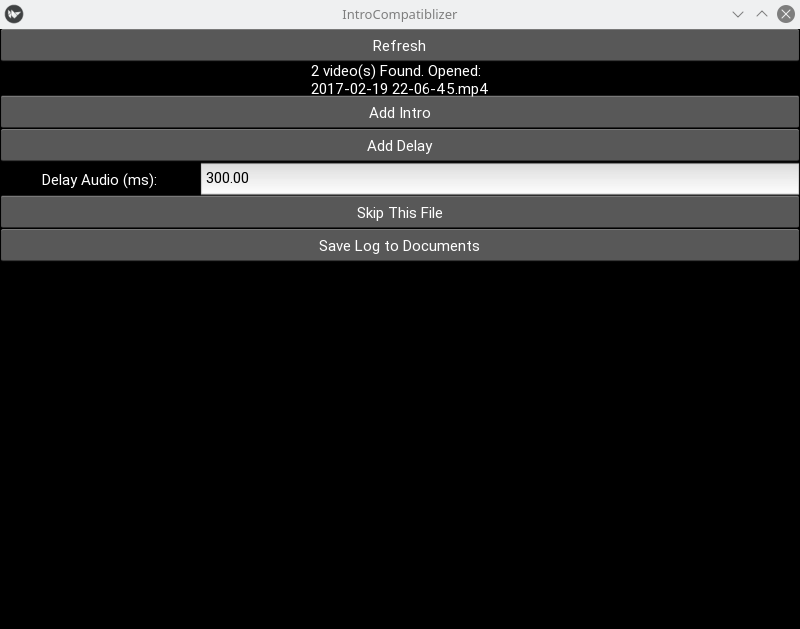 IntroCompatiblizer
Refresh
2 video(s) Found. Opened:
2017-02-19 22-06-45.mp4
Add Intro
Add Delay
Delay Audio (ms): 300.00
Skip This File
Save Log to Documents